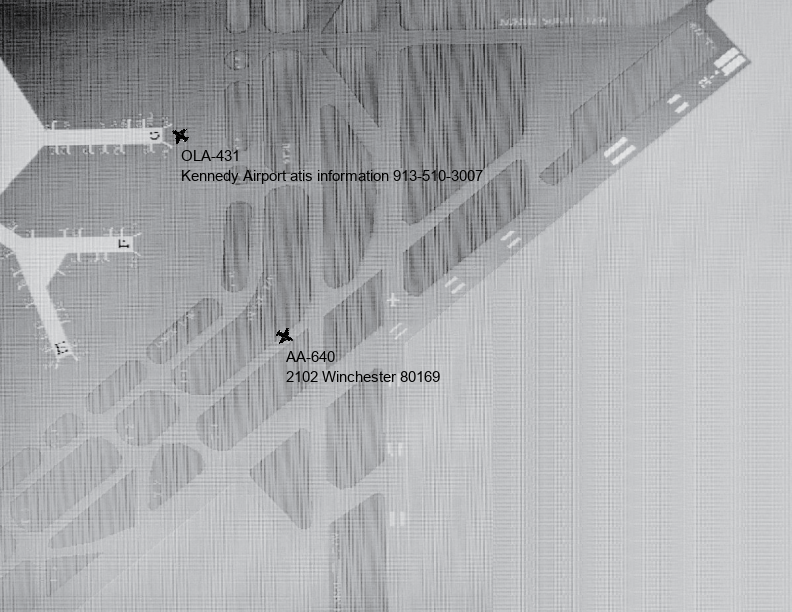 G
OLA-431
Kennedy Airport atis information 913-510-3007
F
AA-640
2102 Winchester 80169
E